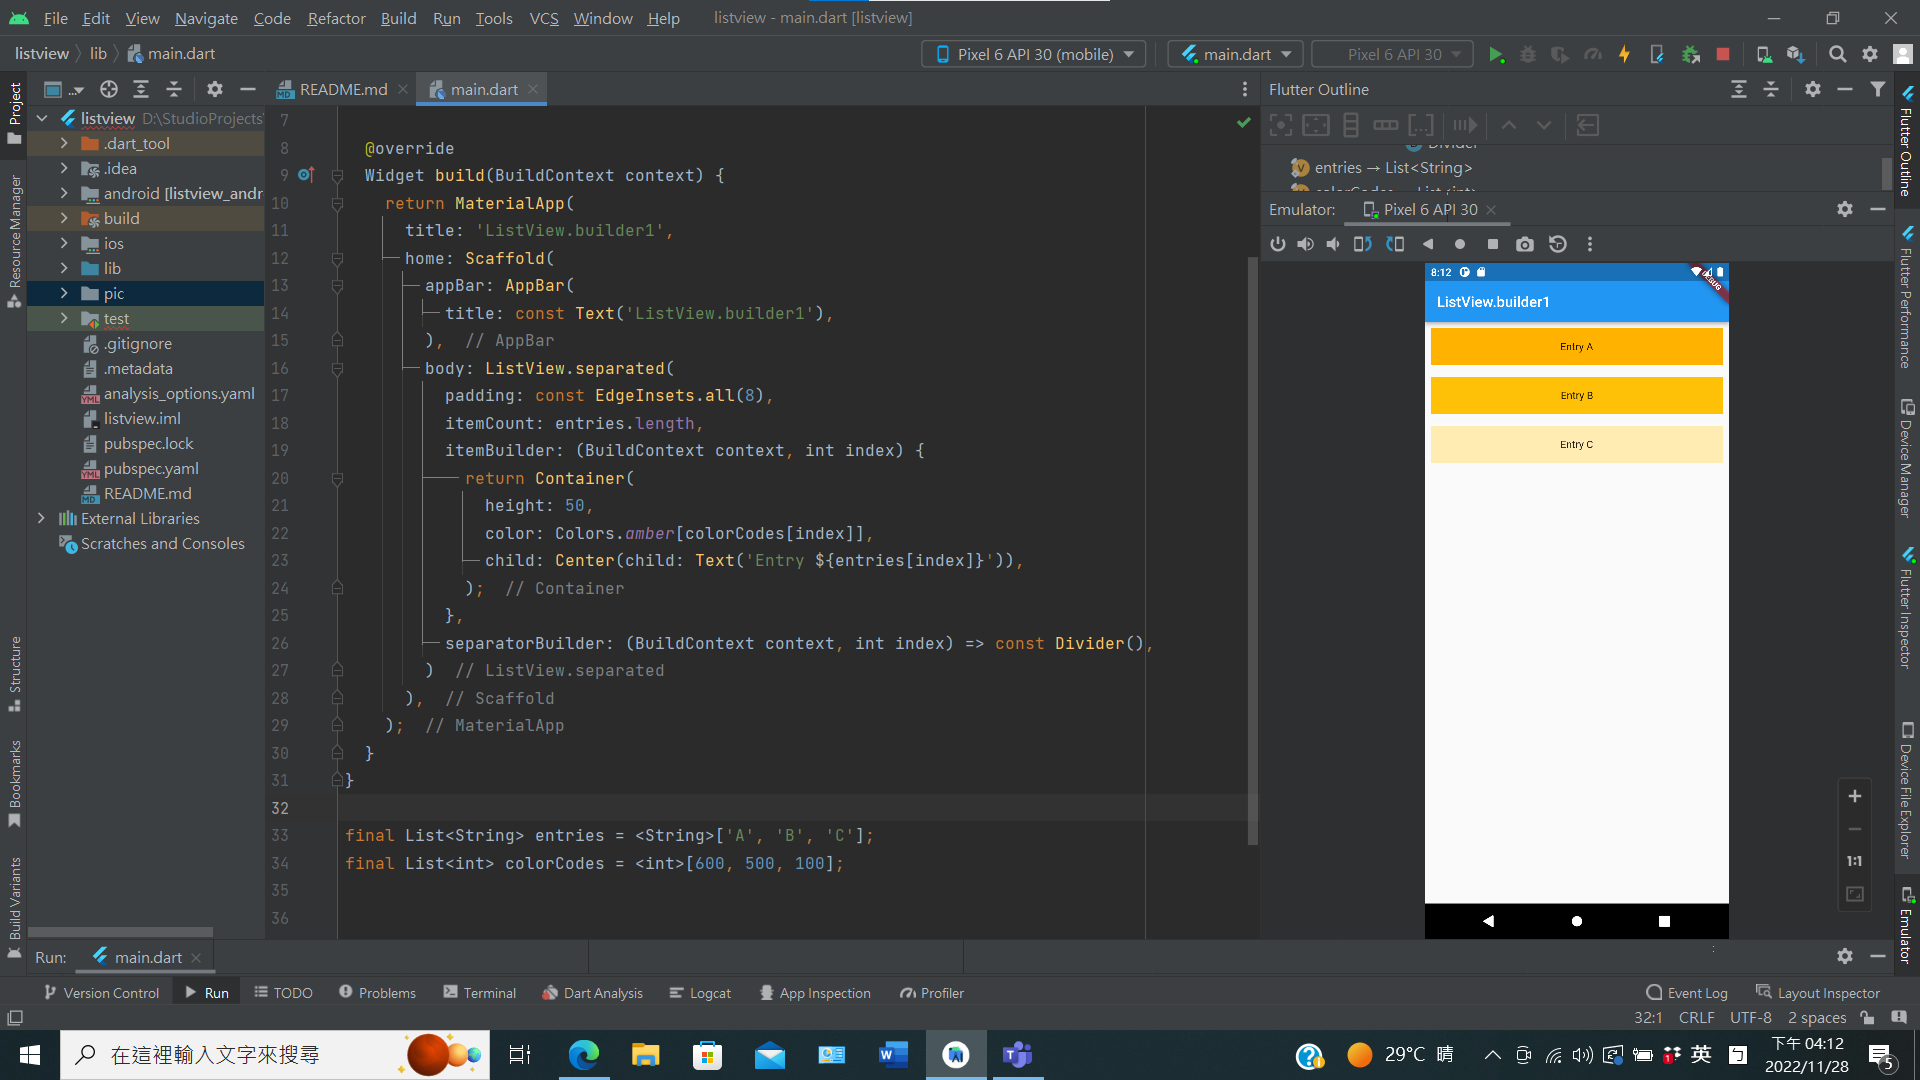 File Edit View Navigate Code Refactor Build Run Tools VCS Window Help listview - main.dart [listview]
listview lib main.dart Pixel 6 API 30 (mobile) main.dart Pixel 6 API 30
... README.md main.dart
Flutter Outline
Project
Resource Manager
Structure
Bookmarks
Build Variants
listview D:\StudioProjects\
.dart_tool
.idea
android [listview_andr
build
ios
lib
pic
test
.gitignore
.metadata
analysis_options.yaml
listview.iml
pubspec.lock
pubspec.yaml
README.md
External Libraries
Scratches and Consoles
7
8 @override
9 Widget build(BuildContext context) {
10 return MaterialApp(
11 title: 'ListView.builder1',
12 home: Scaffold(
13 appBar: AppBar(
14 title: const Text('ListView.builder1'),
15 ), // AppBar
16 body: ListView.separated(
17 padding: const EdgeInsets.all(8),
18 itemCount: entries.length,
19 itemBuilder: (BuildContext context, int index) {
20 return Container(
21 height: 50,
22 color: Colors.amber[colorCodes[index]],
23 child: Center(child: Text('Entry ${entries[index]}')),
24 ); // Container
25 },
26 separatorBuilder: (BuildContext context, int index) => const Divider(),
27 ) // ListView.separated
28 ), // Scaffold
29 ); // MaterialApp
30 }
31 }
32
33 final List<String> entries = <String>['A', 'B', 'C'];
34 final List<int> colorCodes = <int>[600, 500, 100];
35
36
Divider
entries → List<String>
colorCodes → List<int>
Emulator: Pixel 6 API 30
8:12
DEBUG
ListView.builder1
Entry A
Entry B
Entry C
1:1
Flutter Outline
Flutter Performance
Device Manager
Flutter Inspector
Device File Explorer
Emulator
Run: main.dart
Version Control Run TODO Problems Terminal Dart Analysis Logcat App Inspection Profiler Event Log Layout Inspector
32:1 CRLF UTF-8 2 spaces
在這裡輸入文字來搜尋 29°C 晴 英 下午 04:12
2022/11/28 5